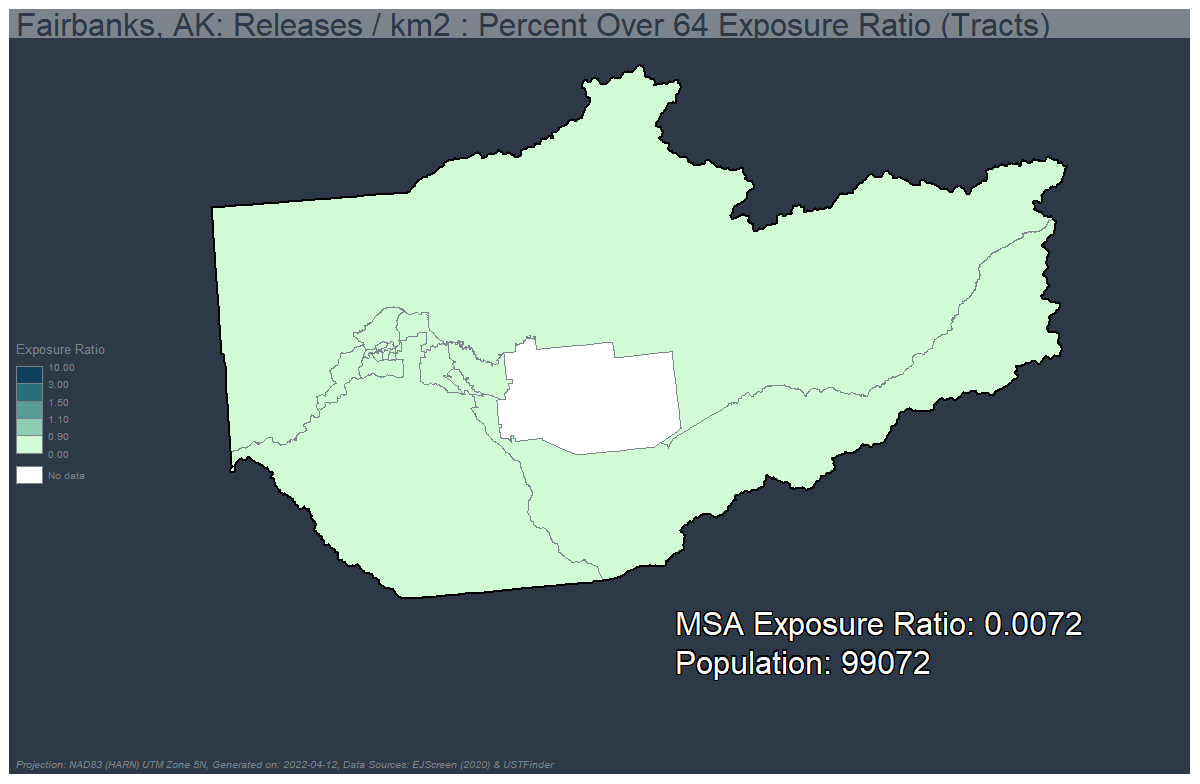 Fairbanks, AK: Releases / km2 : Percent Over 64 Exposure Ratio (Tracts)
Exposure Ratio
10.00
3.00
1.50
1.10
0.90
0.00
No data
MSA Exposure Ratio: 0.0072
Population: 99072
Projection: NAD83 (HARN) UTM Zone 5N, Generated on: 2022-04-12, Data Sources: EJScreen (2020) & USTFinder